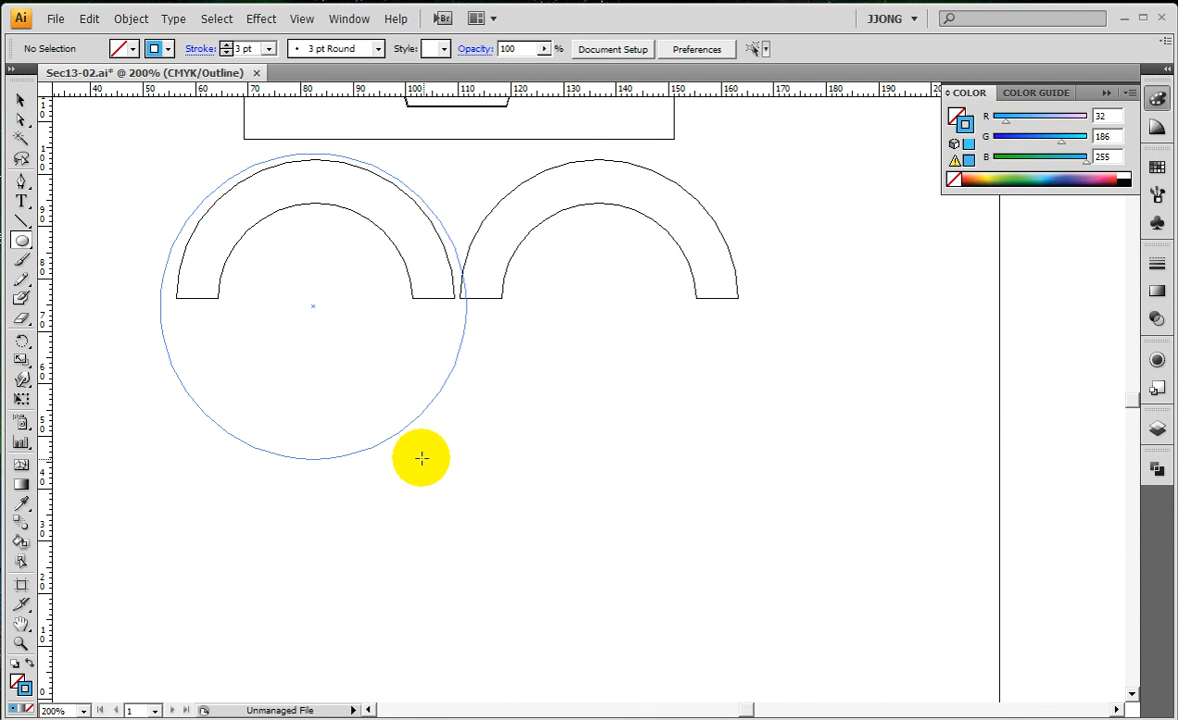 Ai File Edit Object Type Select Effect View Window Help Br JJONG
No Selection Stroke: 3 pt 3 pt Round Style: Opacity: 100 % Document Setup Preferences
Sec13-02.ai* @ 200% (CMYK/Outline)
40 50 60 70 80 90 100 110 120 130 140 150 160 170 180 190
COLOR COLOR GUIDE
R 32
G 186
B 255
200% 1 Unmanaged File